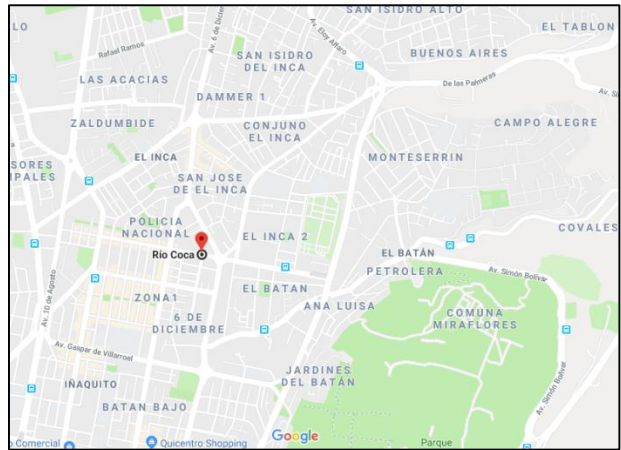 SAN ISIDRO ALTO
LO
EL TABLON
Av. 6 de Dicie
Av. Eloy Alfaro
Rafael Ramos
SAN ISIDRO
DEL INCA
BUENOS AIRES
LAS ACACIAS
De las Palmeras
DAMMER 1
ZALDUMBIDE
CONJUNO
EL INCA
CAMPO ALEGRE
EL INCA
MONTESERRIN
SORES
IPALES
SAN JOSE
DE EL INCA
POLICIA
NACIONAL
EL INCA 2
COVALES
Río Coca
EL BATÁN
PETROLERA
Av. Simón Bolívar
Av. 10 de Agosto
ZONA1
EL BATAN
ANA LUISA
6 DE
DICIEMBRE
COMUNA
MIRAFLORES
Av. Gaspar de Villarroel
IÑAQUITO
JARDINES
DEL BATÁN
Av. Simón Bolívar
BATAN BAJO
o Comercial
Quicentro Shopping
Google
Parque